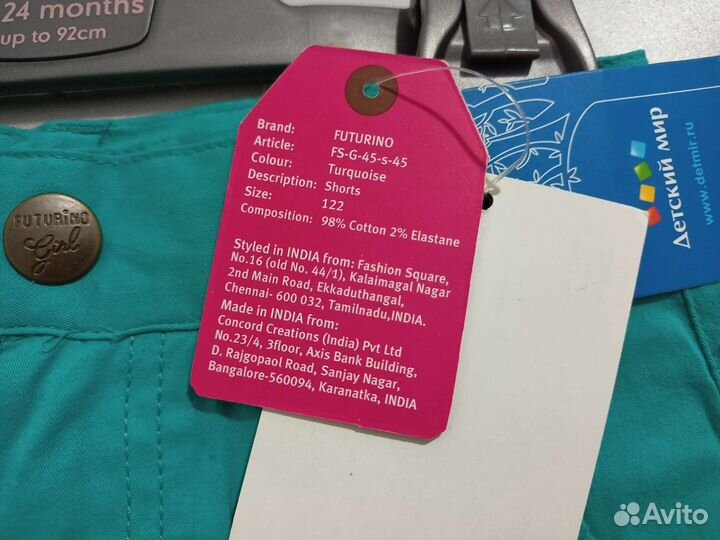 24 months
up to 92cm
Brand: FUTURINO
Article: FS-G-45-s-45
Colour: Turquoise
Description: Shorts
Size: 122
Composition: 98% Cotton 2% Elastane
Styled in INDIA from: Fashion Square,
No.16 (old No. 44/1), Kalaimagal Nagar
2nd Main Road, Ekkaduthangal,
Chennai- 600 032, Tamilnadu,INDIA.
Made in INDIA from:
Concord Creations (India) Pvt Ltd
No.23/4, 3floor, Axis Bank Building,
D. Rajgopaol Road, Sanjay Nagar,
Bangalore-560094, Karanatka, INDIA
FUTURINO
Girl
Детский мир
www.detmir.ru
Avito